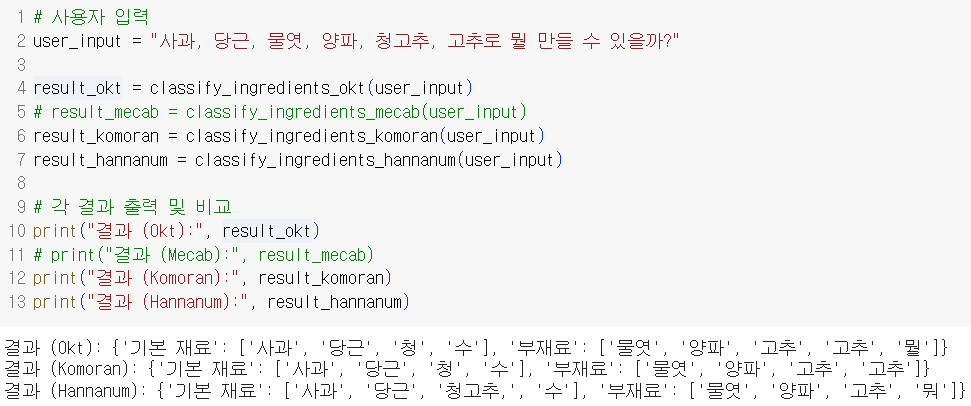 1 # 사용자 입력
2 user_input = "사과, 당근, 물엿, 양파, 청고추, 고추로 뭘 만들 수 있을까?"
3
4 result_okt = classify_ingredients_okt(user_input)
5 # result_mecab = classify_ingredients_mecab(user_input)
6 result_komoran = classify_ingredients_komoran(user_input)
7 result_hannanum = classify_ingredients_hannanum(user_input)
8
9 # 각 결과 출력 및 비교
10 print("결과 (Okt):", result_okt)
11 # print("결과 (Mecab):", result_mecab)
12 print("결과 (Komoran):", result_komoran)
13 print("결과 (Hannanum):", result_hannanum)
결과 (Okt): {'기본 재료': ['사과', '당근', '청', '수'], '부재료': ['물엿', '양파', '고추', '고추', '뭘']}
결과 (Komoran): {'기본 재료': ['사과', '당근', '청', '수'], '부재료': ['물엿', '양파', '고추', '고추']}
결과 (Hannanum): {'기본 재료': ['사과', '당근', '청고추,', '수'], '부재료': ['물엿', '양파', '고추', '뭐']}